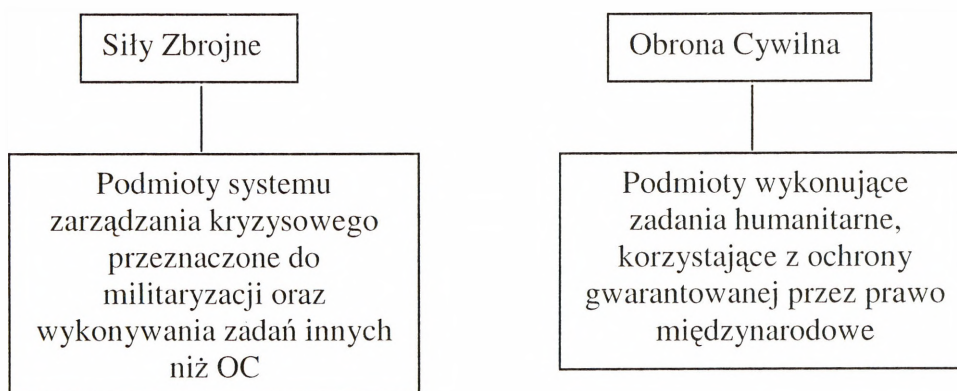 Siły Zbrojne
Obrona Cywilna
Podmioty systemu
zarządzania kryzysowego
przeznaczone do
militaryzacji oraz
wykonywania zadań innych
niż OC
Podmioty wykonujące
zadania humanitarne,
korzystające z ochrony
gwarantowanej przez prawo
międzynarodowe